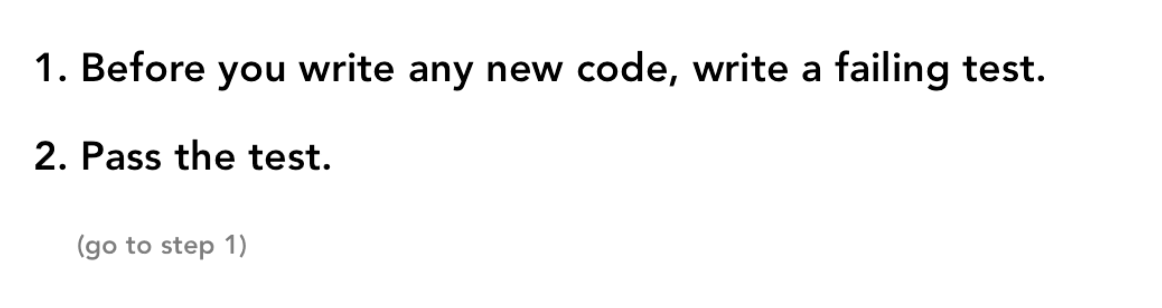 1. Before you write any new code, write a failing test.
2. Pass the test.
(go to step 1)